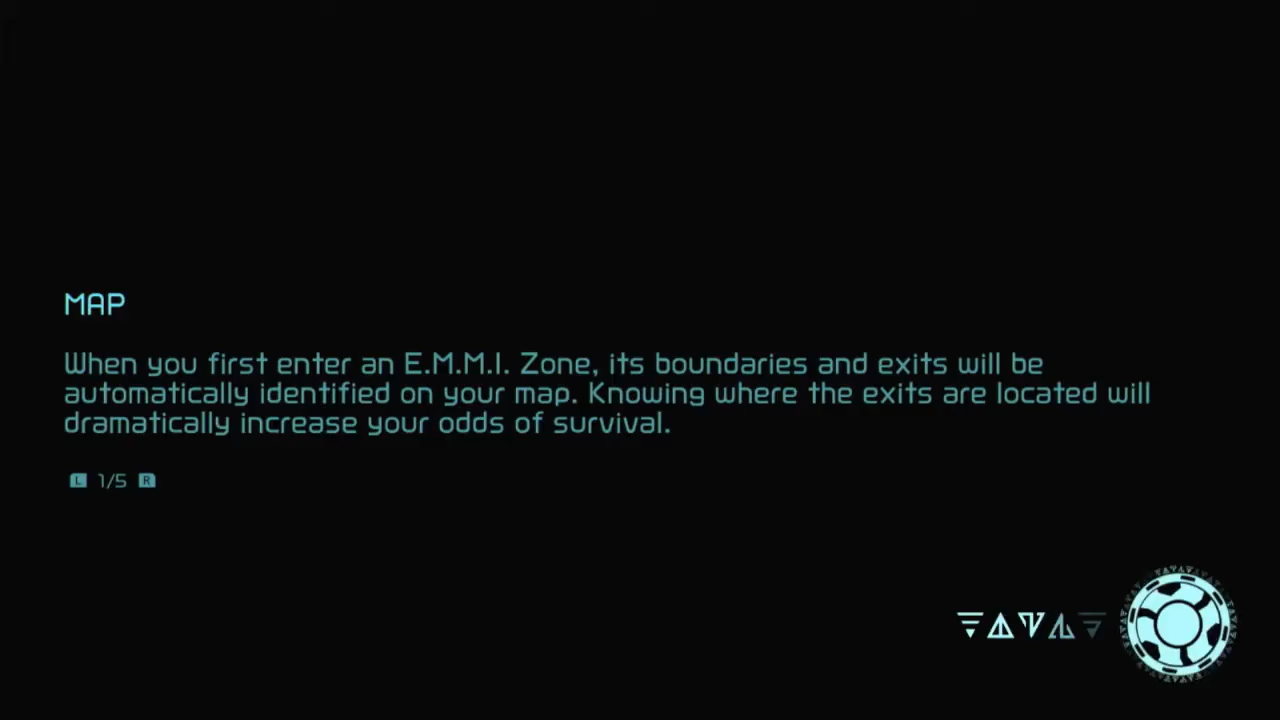 MAP
When you first enter an E.M.M.I. Zone, its boundaries and exits will be
automatically identified on your map. Knowing where the exits are located will
dramatically increase your odds of survival.
L 1/5 R